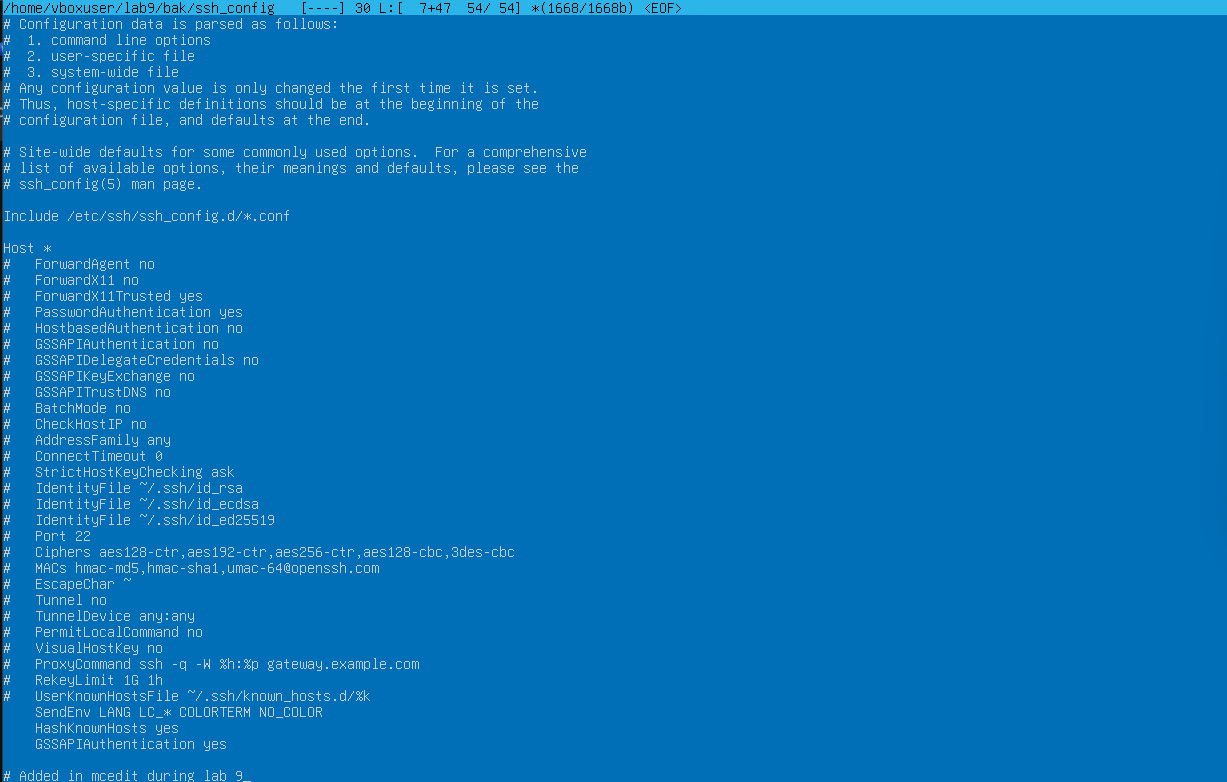 /home/vboxuser/lab9/bak/ssh_config   [----] 30 L:[  7+47  54/ 54] *(1668/1668b) <EOF>
# Configuration data is parsed as follows:
#  1. command line options
#  2. user-specific file
#  3. system-wide file
# Any configuration value is only changed the first time it is set.
# Thus, host-specific definitions should be at the beginning of the
# configuration file, and defaults at the end.

# Site-wide defaults for some commonly used options.  For a comprehensive
# list of available options, their meanings and defaults, please see the
# ssh_config(5) man page.

Include /etc/ssh/ssh_config.d/*.conf

Host *
#   ForwardAgent no
#   ForwardX11 no
#   ForwardX11Trusted yes
#   PasswordAuthentication yes
#   HostbasedAuthentication no
#   GSSAPIAuthentication no
#   GSSAPIDelegateCredentials no
#   GSSAPIKeyExchange no
#   GSSAPITrustDNS no
#   BatchMode no
#   CheckHostIP no
#   AddressFamily any
#   ConnectTimeout 0
#   StrictHostKeyChecking ask
#   IdentityFile ~/.ssh/id_rsa
#   IdentityFile ~/.ssh/id_ecdsa
#   IdentityFile ~/.ssh/id_ed25519
#   Port 22
#   Ciphers aes128-ctr,aes192-ctr,aes256-ctr,aes128-cbc,3des-cbc
#   MACs hmac-md5,hmac-sha1,umac-64@openssh.com
#   EscapeChar ~
#   Tunnel no
#   TunnelDevice any:any
#   PermitLocalCommand no
#   VisualHostKey no
#   ProxyCommand ssh -q -W %h:%p gateway.example.com
#   RekeyLimit 1G 1h
#   UserKnownHostsFile ~/.ssh/known_hosts.d/%k
    SendEnv LANG LC_* COLORTERM NO_COLOR
    HashKnownHosts yes
    GSSAPIAuthentication yes

# Added in mcedit during lab 9